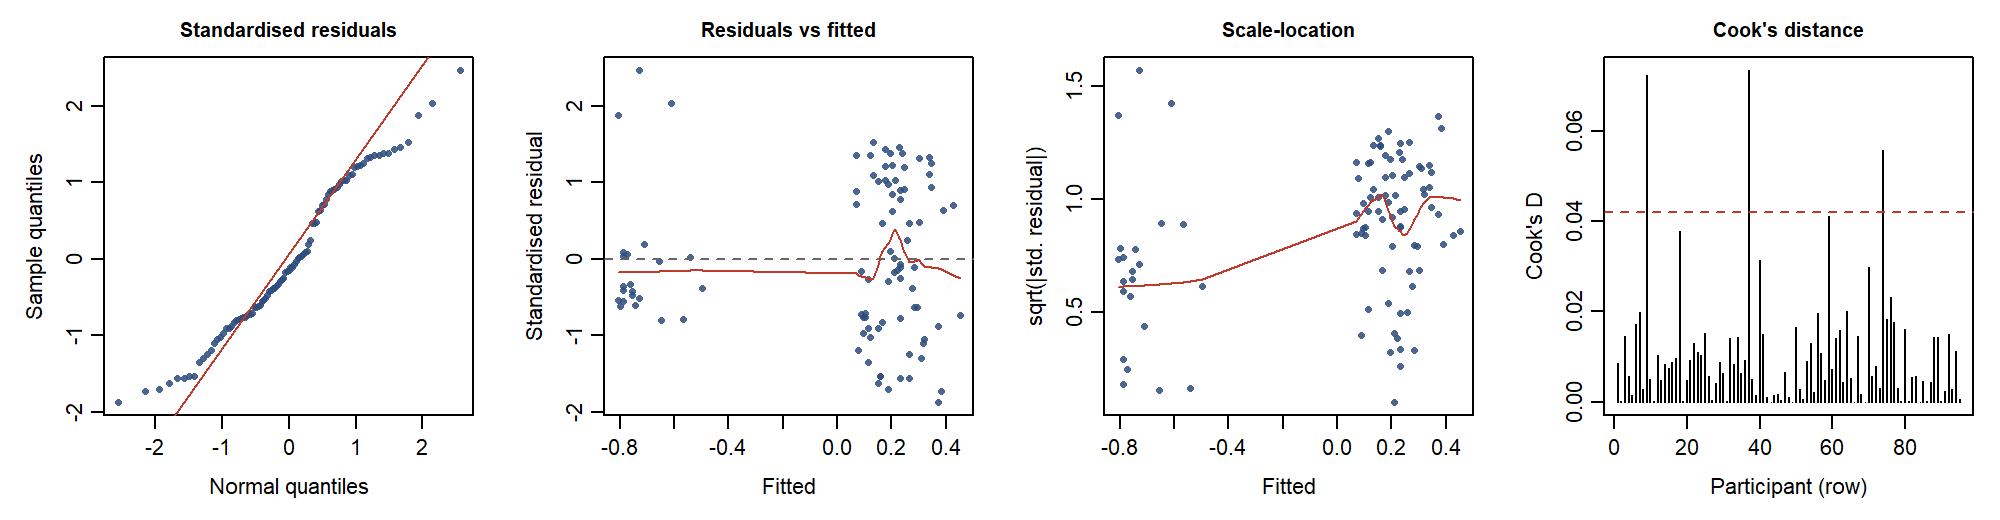 Standardised residuals
Sample quantiles
2
1
0
-1
-2
-2 -1 0 1 2
Normal quantiles
Residuals vs fitted
Standardised residual
2
1
0
-1
-2
-0.8 -0.4 0.0 0.2 0.4
Fitted
Scale-location
sqrt(|std. residual|)
1.5
1.0
0.5
-0.8 -0.4 0.0 0.2 0.4
Fitted
Cook's distance
Cook's D
0.06
0.04
0.02
0.00
0 20 40 60 80
Participant (row)